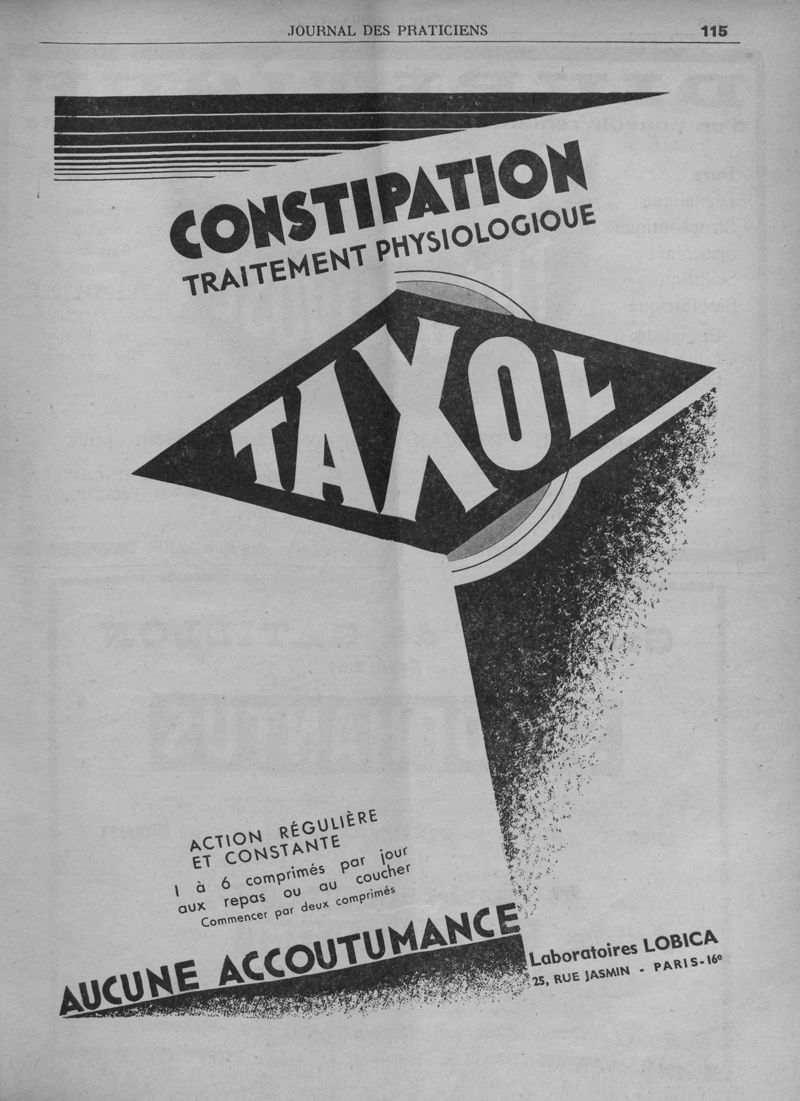 JOURNAL DES PRATICIENS
115
CONSTIPATION
TRAITEMENT PHYSIOLOGIQUE
TAXOL
ACTION RÉGULIÈRE
ET CONSTANTE
1 à 6 comprimés par jour
aux repas ou au coucher
Commencer par deux comprimés
AUCUNE ACCOUTUMANCE
Laboratoires LOBICA
25, RUE JASMIN - PARIS-16e